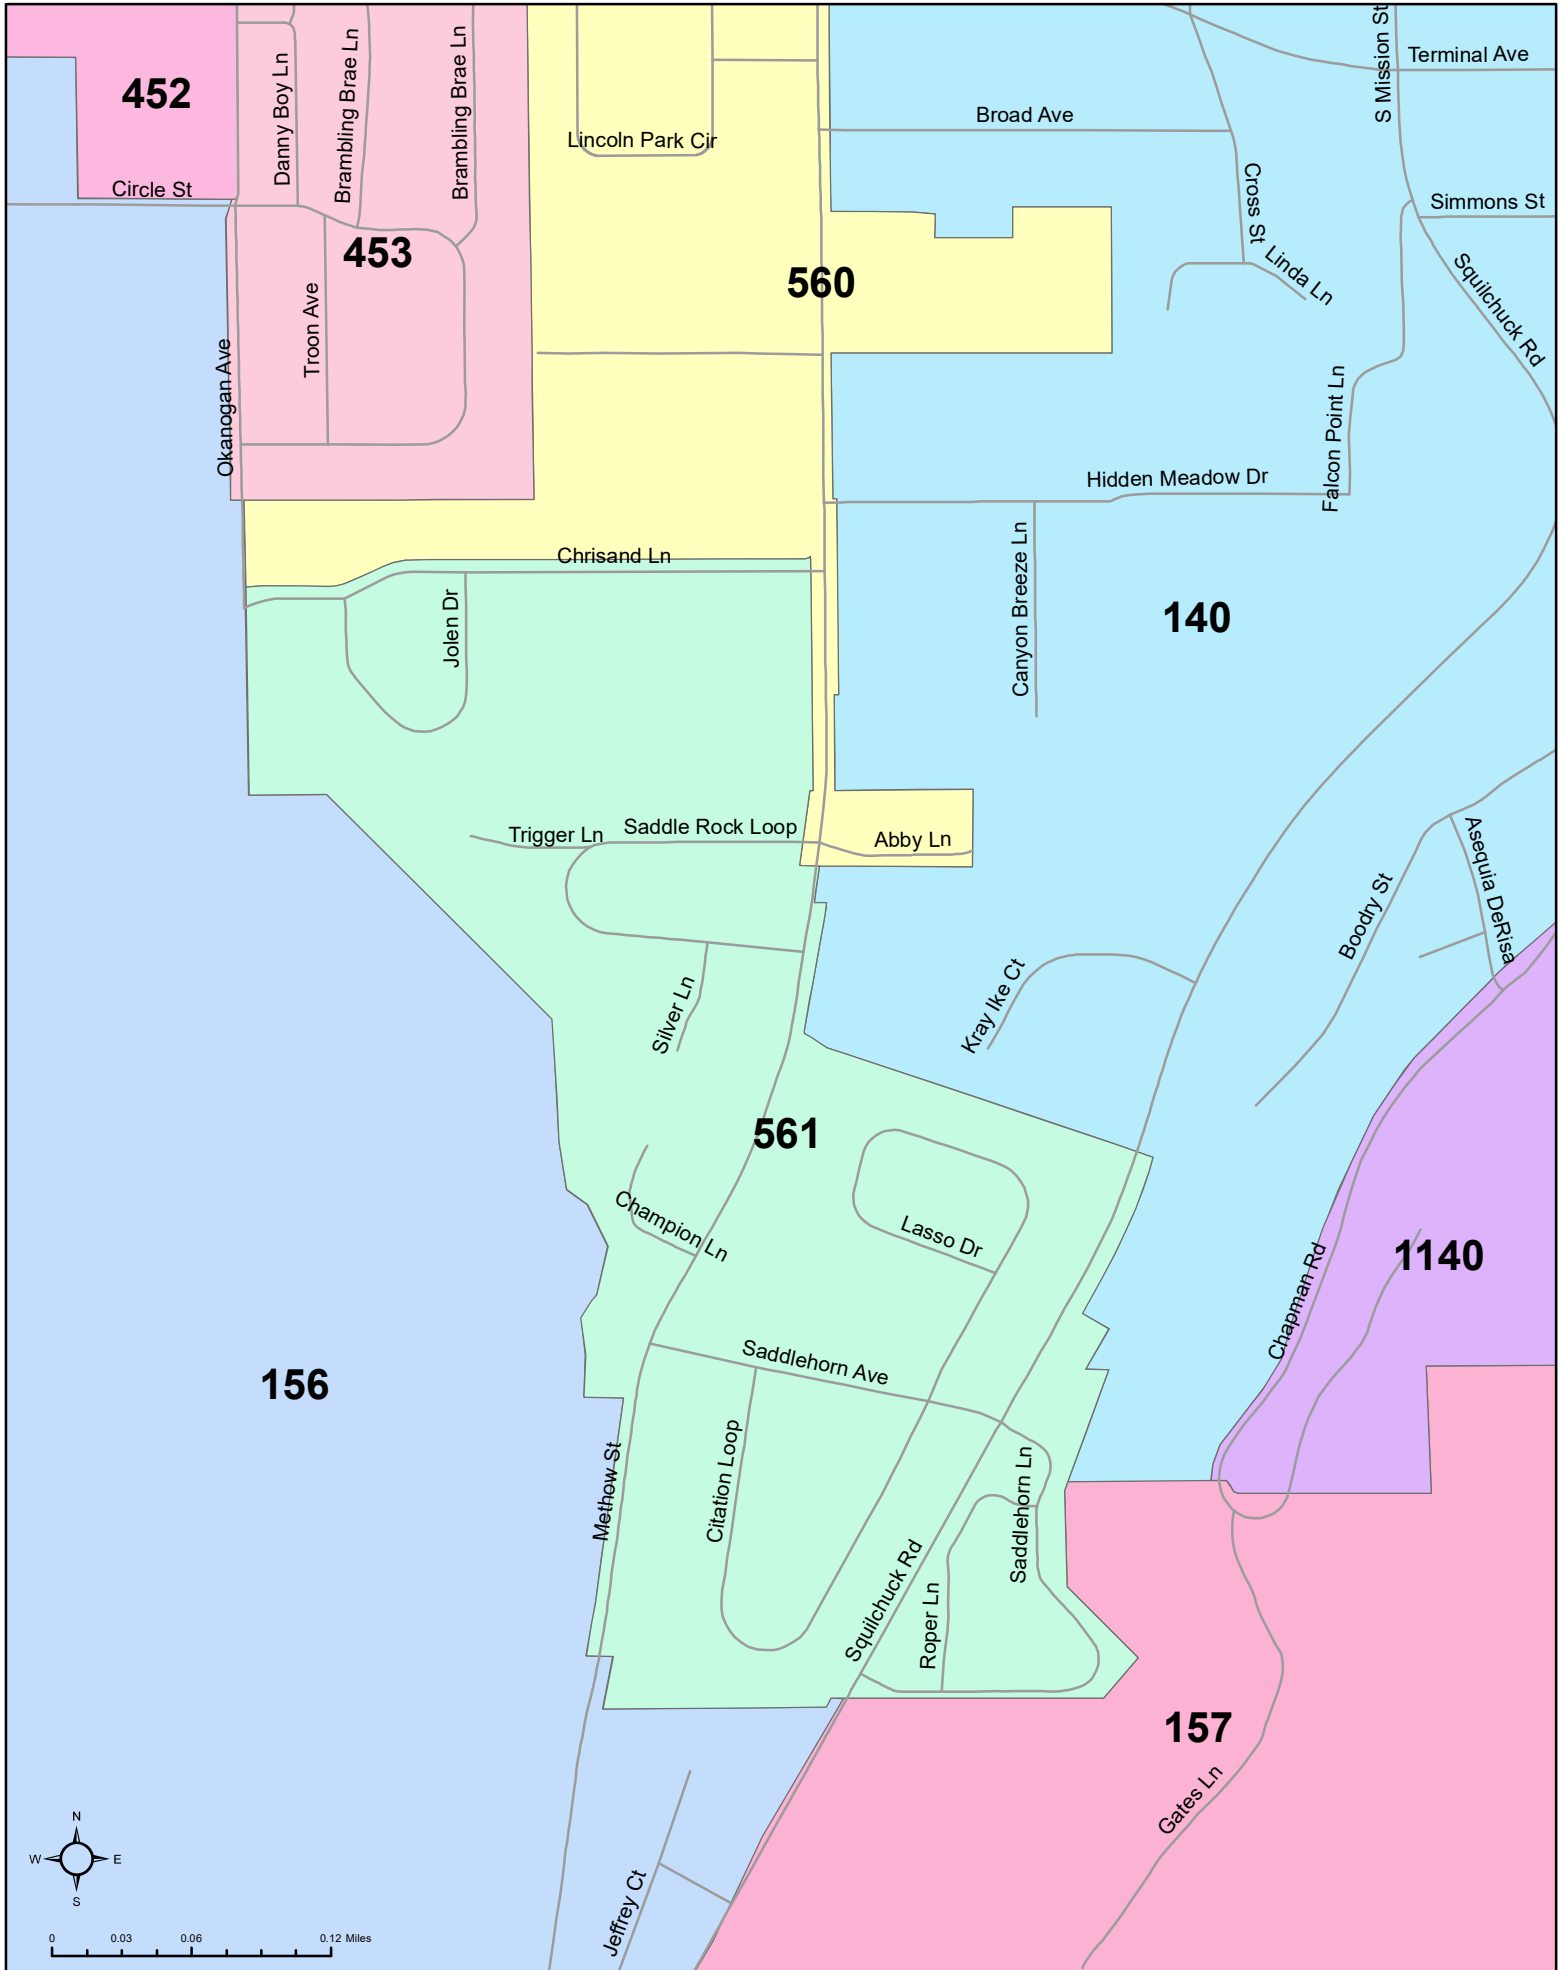 S Mission St
Terminal Ave
452
Danny Boy Ln
Brambling Brae Ln
Brambling Brae Ln
Lincoln Park Cir
Broad Ave
Circle St
Cross St
Simmons St
453
560
Linda Ln
Squilchuck Rd
Troon Ave
Okanogan Ave
Falcon Point Ln
Hidden Meadow Dr
Chrisand Ln
Jolen Dr
Canyon Breeze Ln
140
Trigger Ln
Saddle Rock Loop
Abby Ln
Asequia DeRisa
Boodry St
Silver Ln
Kray Ike Ct
561
Champion Ln
Lasso Dr
Chapman Rd
1140
156
Saddlehorn Ave
Methow St
Citation Loop
Saddlehorn Ln
Squilchuck Rd
Roper Ln
157
Gates Ln
Jeffrey Ct
N
W E
S
0 0.03 0.06 0.12 Miles